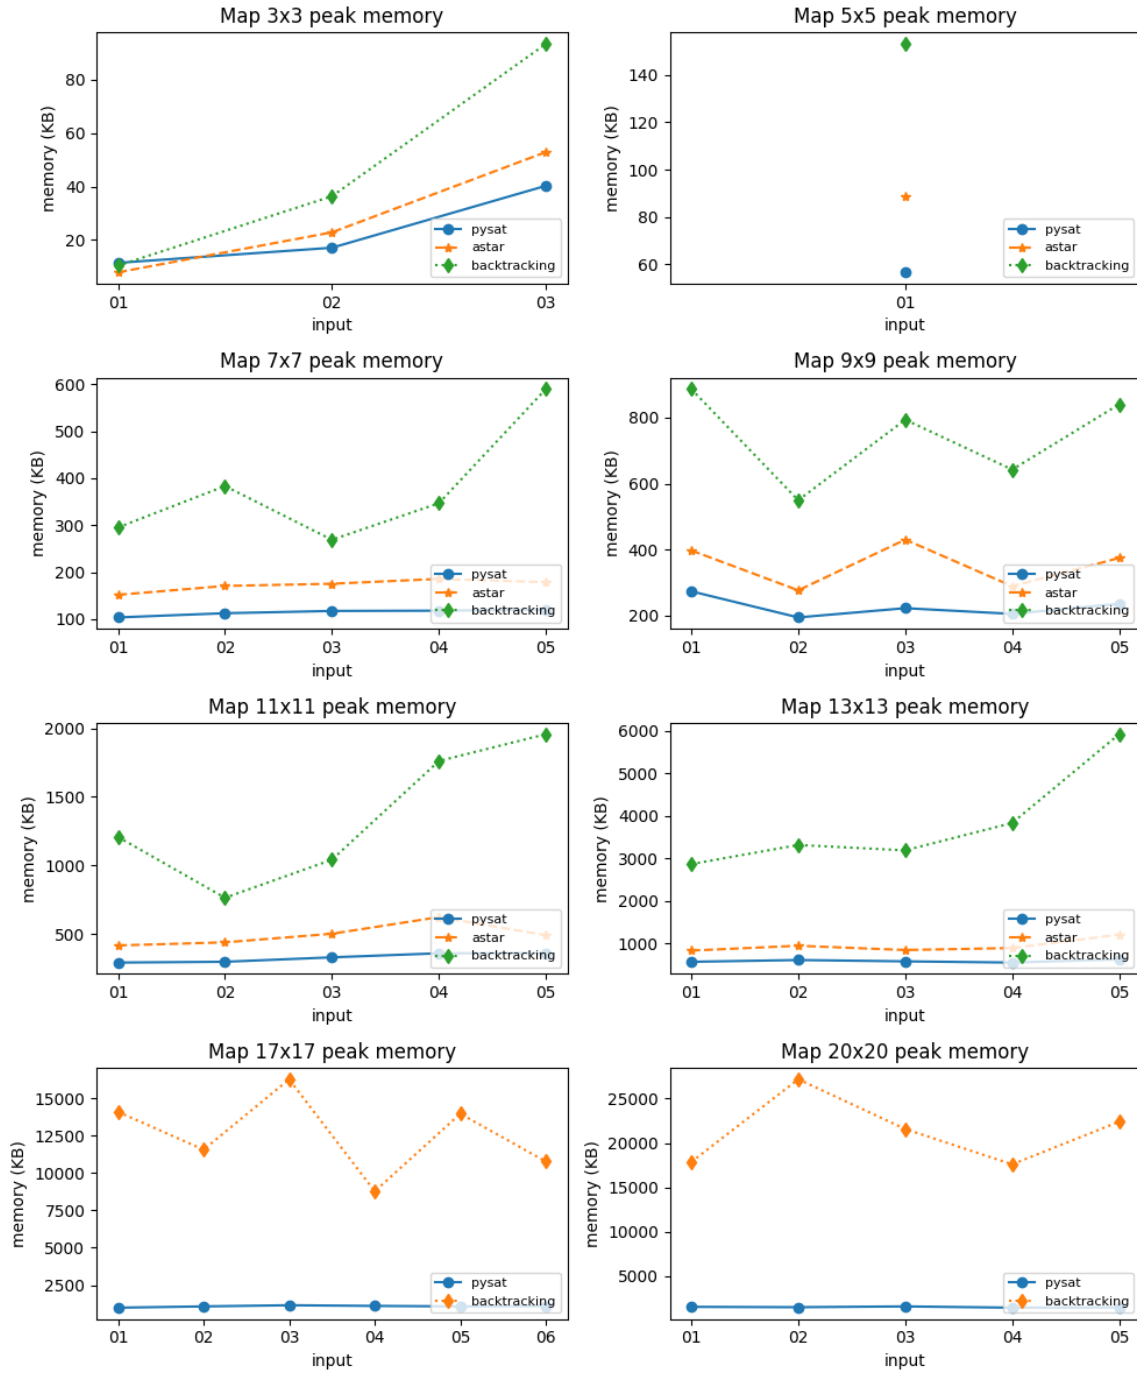 Map 3x3 peak memory
memory (KB)
80
60
40
20
pysat
astar
backtracking
01
02
03
input
Map 5x5 peak memory
memory (KB)
140
120
100
80
60
pysat
astar
backtracking
01
input
Map 7x7 peak memory
memory (KB)
600
500
400
300
200
100
pysat
astar
backtracking
01
02
03
04
05
input
Map 9x9 peak memory
memory (KB)
800
600
400
200
pysat
astar
backtracking
01
02
03
04
05
input
Map 11x11 peak memory
memory (KB)
2000
1500
1000
500
pysat
astar
backtracking
01
02
03
04
05
input
Map 13x13 peak memory
memory (KB)
6000
5000
4000
3000
2000
1000
pysat
astar
backtracking
01
02
03
04
05
input
Map 17x17 peak memory
memory (KB)
15000
12500
10000
7500
5000
2500
pysat
backtracking
01
02
03
04
05
06
input
Map 20x20 peak memory
memory (KB)
25000
20000
15000
10000
5000
pysat
backtracking
01
02
03
04
05
input